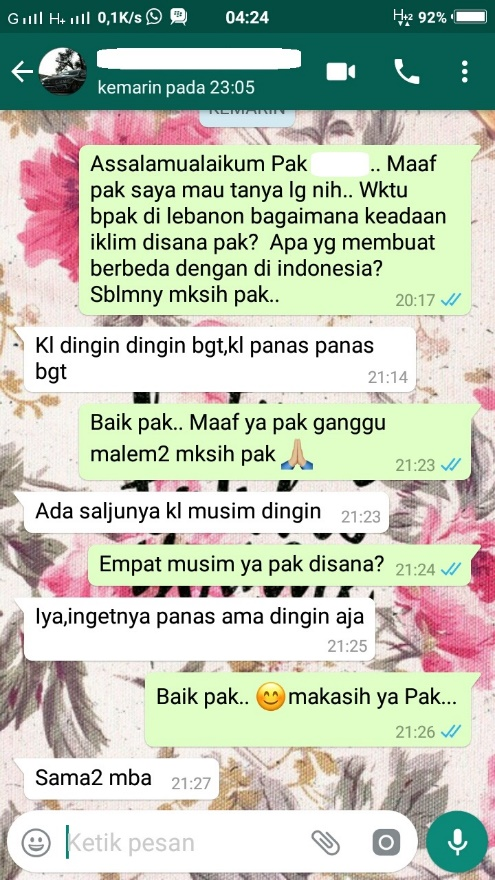 G H+ 0,1K/s 04:24 H+2 92%
kemarin pada 23:05
KEMARIN
Assalamualaikum Pak .. Maaf
pak saya mau tanya lg nih.. Wktu
bpak di lebanon bagaimana keadaan
iklim disana pak? Apa yg membuat
berbeda dengan di indonesia?
Sblmny mksih pak..
20:17
Kl dingin dingin bgt,kl panas panas
bgt
21:14
Baik pak.. Maaf ya pak ganggu
malem2 mksih pak 🙏
21:23
Ada saljunya kl musim dingin 21:23
Empat musim ya pak disana? 21:24
Iya,ingetnya panas ama dingin aja
21:25
Baik pak.. 😊 makasih ya Pak...
21:26
Sama2 mba 21:27
Ketik pesan